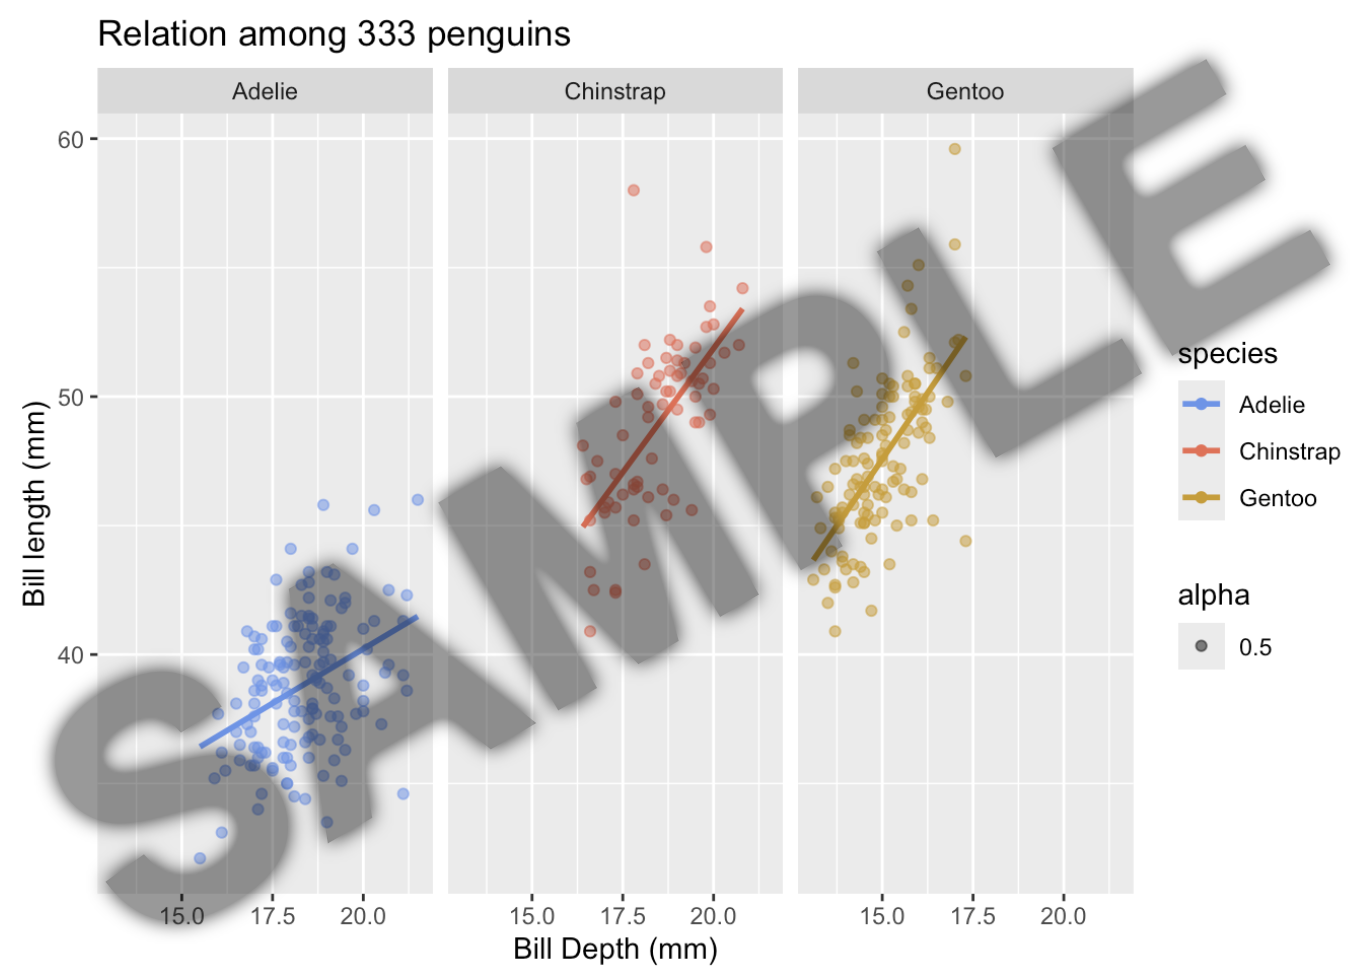 Relation among 333 penguins
Adelie
Chinstrap
Gentoo
60
50
40
Bill length (mm)
15.0 17.5 20.0
15.0 17.5 20.0
15.0 17.5 20.0
Bill Depth (mm)
species
Adelie
Chinstrap
Gentoo
alpha
0.5
SAMPLE